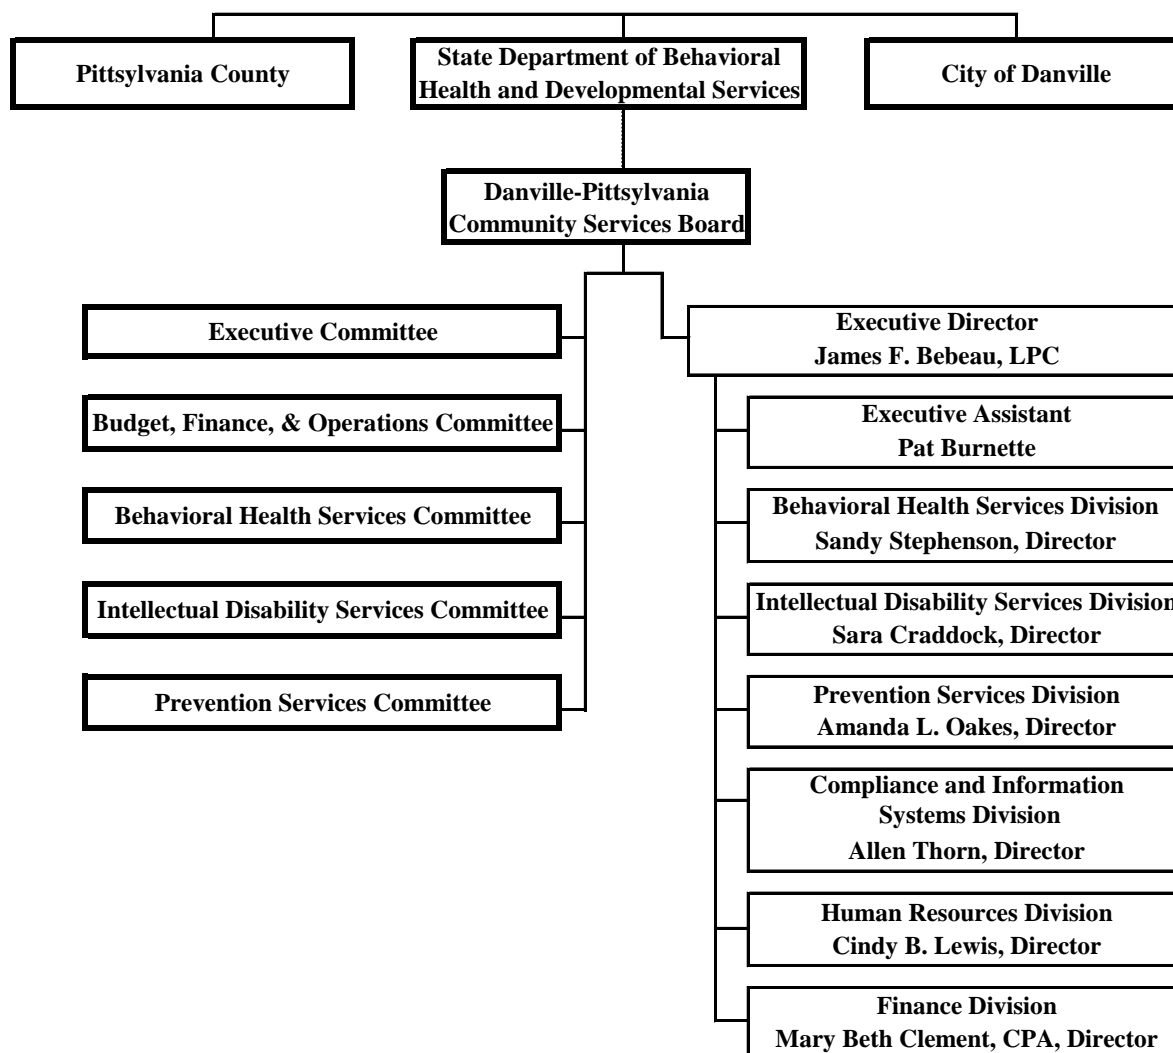 Pittsylvania County
State Department of Behavioral
Health and Developmental Services
City of Danville
Danville-Pittsylvania
Community Services Board
Executive Committee
Budget, Finance, & Operations Committee
Behavioral Health Services Committee
Intellectual Disability Services Committee
Prevention Services Committee
Executive Director
James F. Bebeau, LPC
Executive Assistant
Pat Burnette
Behavioral Health Services Division
Sandy Stephenson, Director
Intellectual Disability Services Division
Sara Craddock, Director
Prevention Services Division
Amanda L. Oakes, Director
Compliance and Information
Systems Division
Allen Thorn, Director
Human Resources Division
Cindy B. Lewis, Director
Finance Division
Mary Beth Clement, CPA, Director